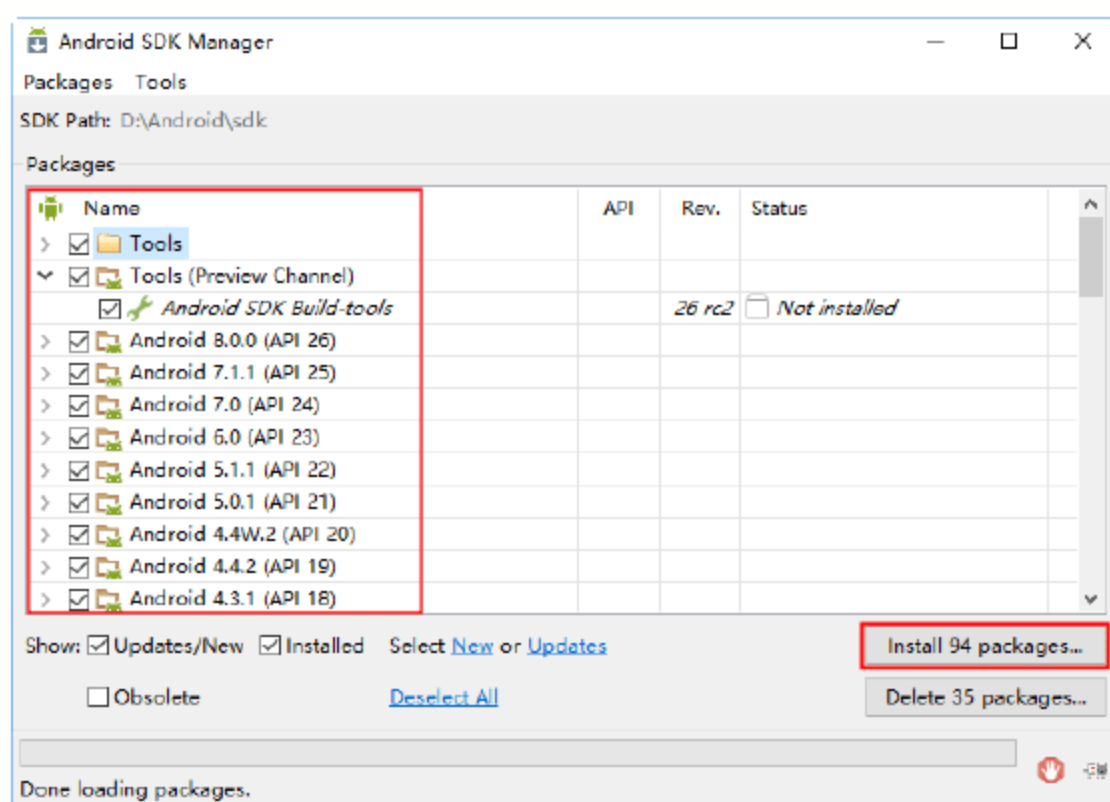 Android SDK Manager
Packages Tools
SDK Path: D:\Android\sdk
Packages
Name API Rev. Status
Tools
Tools (Preview Channel)
Android SDK Build-tools 26 rc2 Not installed
Android 8.0.0 (API 26)
Android 7.1.1 (API 25)
Android 7.0 (API 24)
Android 6.0 (API 23)
Android 5.1.1 (API 22)
Android 5.0.1 (API 21)
Android 4.4W.2 (API 20)
Android 4.4.2 (API 19)
Android 4.3.1 (API 18)
Show: Updates/New Installed Select New or Updates Install 94 packages...
Obsolete Deselect All Delete 35 packages...
Done loading packages.